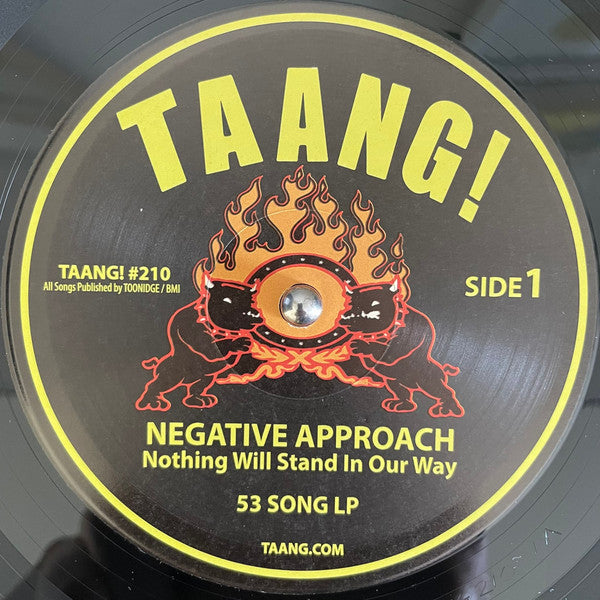 TAANG!
TAANG! #210
All Songs Published by TOONIDGE / BMI
SIDE 1
NEGATIVE APPROACH
Nothing Will Stand In Our Way
53 SONG LP
TAANG.COM